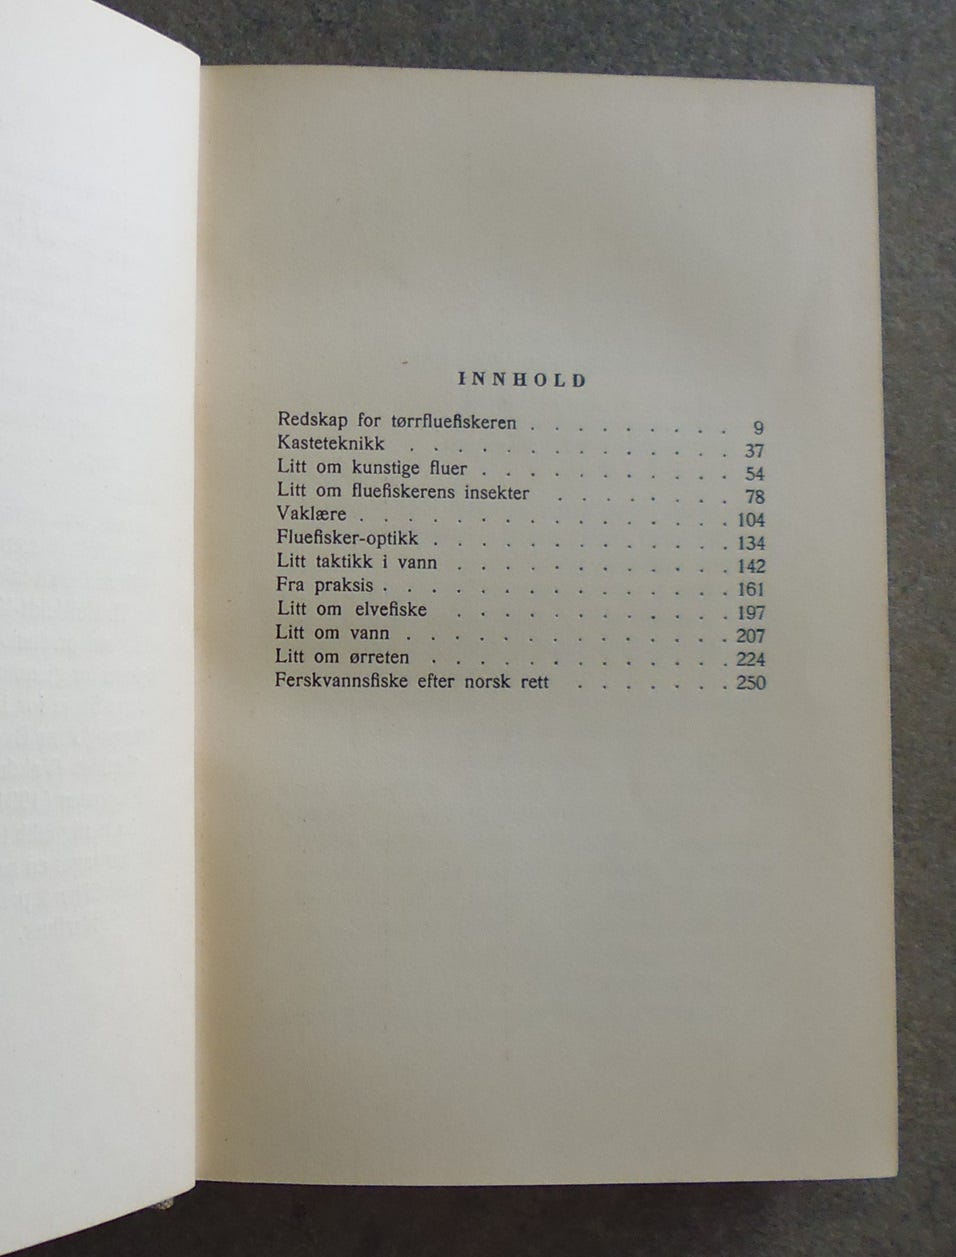 INNHOLD
Redskap for tørrfluefiskeren . . . . . . . . . 9
Kasteteknikk . . . . . . . . . . . . . . 37
Litt om kunstige fluer . . . . . . . . . . . 54
Litt om fluefiskerens insekter . . . . . . . . 78
Vaklære . . . . . . . . . . . . . . . . 104
Fluefisker-optikk . . . . . . . . . . . . . 134
Litt taktikk i vann . . . . . . . . . . . . 142
Fra praksis . . . . . . . . . . . . . . . 161
Litt om elvefiske . . . . . . . . . . . . 197
Litt om vann . . . . . . . . . . . . . . 207
Litt om ørreten . . . . . . . . . . . . . 224
Ferskvannsfiske efter norsk rett . . . . . . . 250